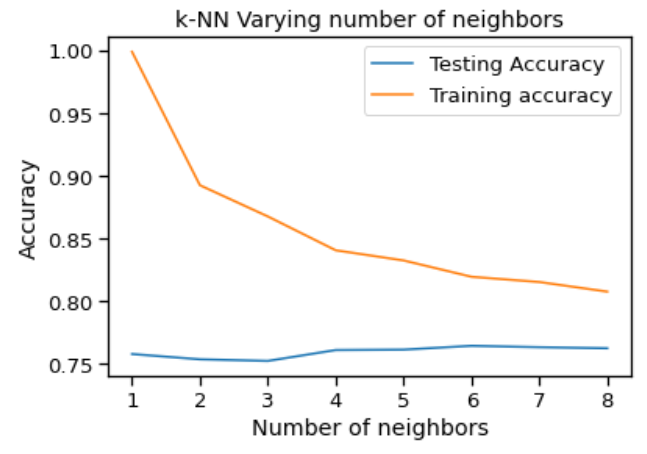 k-NN Varying number of neighbors
Testing Accuracy
Training accuracy
Accuracy
1.00
0.95
0.90
0.85
0.80
0.75
1 2 3 4 5 6 7 8
Number of neighbors